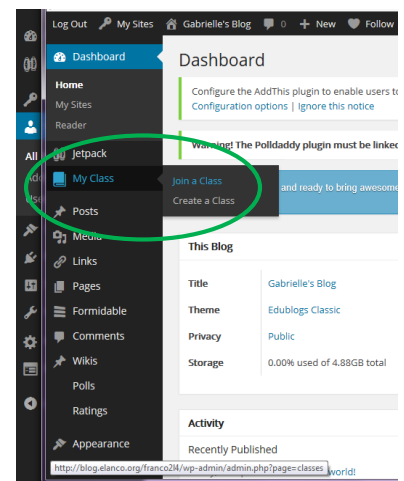 Log Out My Sites Gabrielle's Blog 0 + New Follow
Dashboard
Home
My Sites
Reader
Jetpack
My Class
Join a Class
Create a Class
Posts
Media
Links
Pages
Formidable
Comments
Wikis
Polls
Ratings
Appearance
All
Dashboard
Configure the AddThis plugin to enable users to
Configuration options | Ignore this notice
Warning! The Polldaddy plugin must be linked
and ready to bring awesome
This Blog
Title Gabrielle's Blog
Theme Edublogs Classic
Privacy Public
Storage 0.00% used of 4.88GB total
Activity
Recently Published
world!
http://blog.elanco.org/franco2l4/wp-admin/admin.php?page=classes